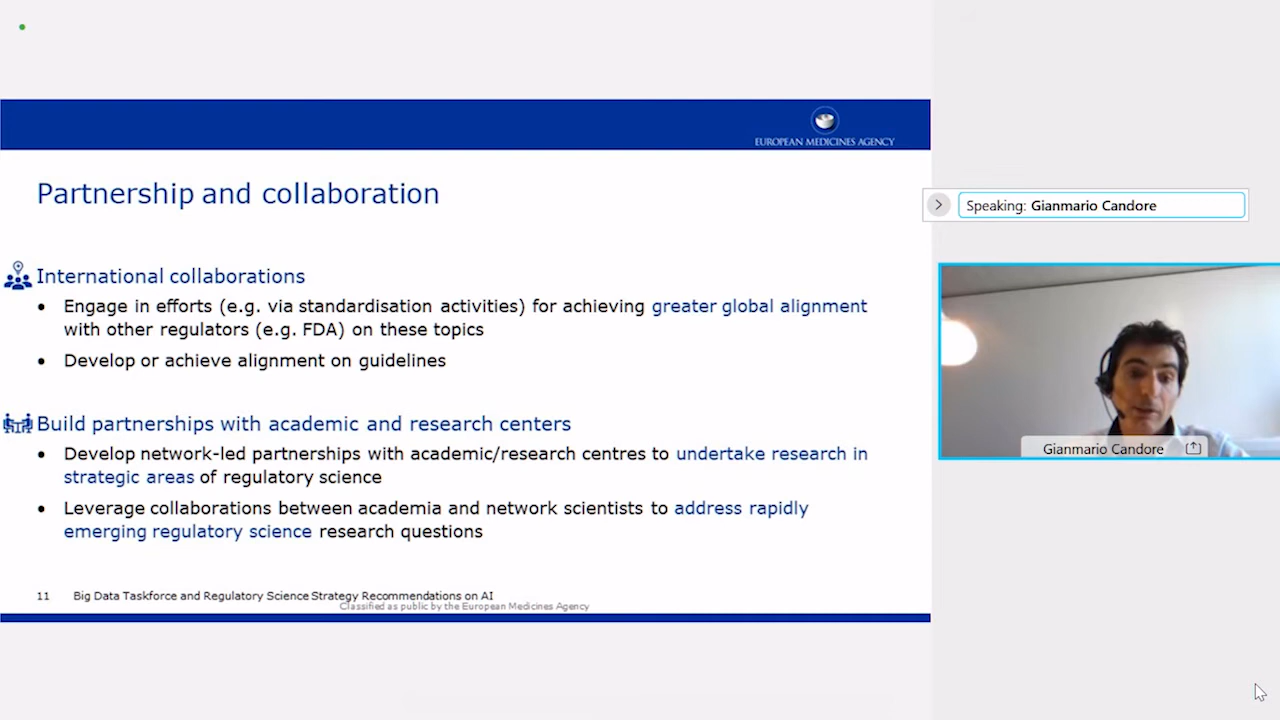 EUROPEAN MEDICINES AGENCY
Partnership and collaboration
Speaking: Gianmario Candore
International collaborations
• Engage in efforts (e.g. via standardisation activities) for achieving greater global alignment
with other regulators (e.g. FDA) on these topics
• Develop or achieve alignment on guidelines
Build partnerships with academic and research centers
• Develop network-led partnerships with academic/research centres to undertake research in
strategic areas of regulatory science
• Leverage collaborations between academia and network scientists to address rapidly
emerging regulatory science research questions
Gianmario Candore
11 Big Data Taskforce and Regulatory Science Strategy Recommendations on AI
Classified as public by the European Medicines Agency